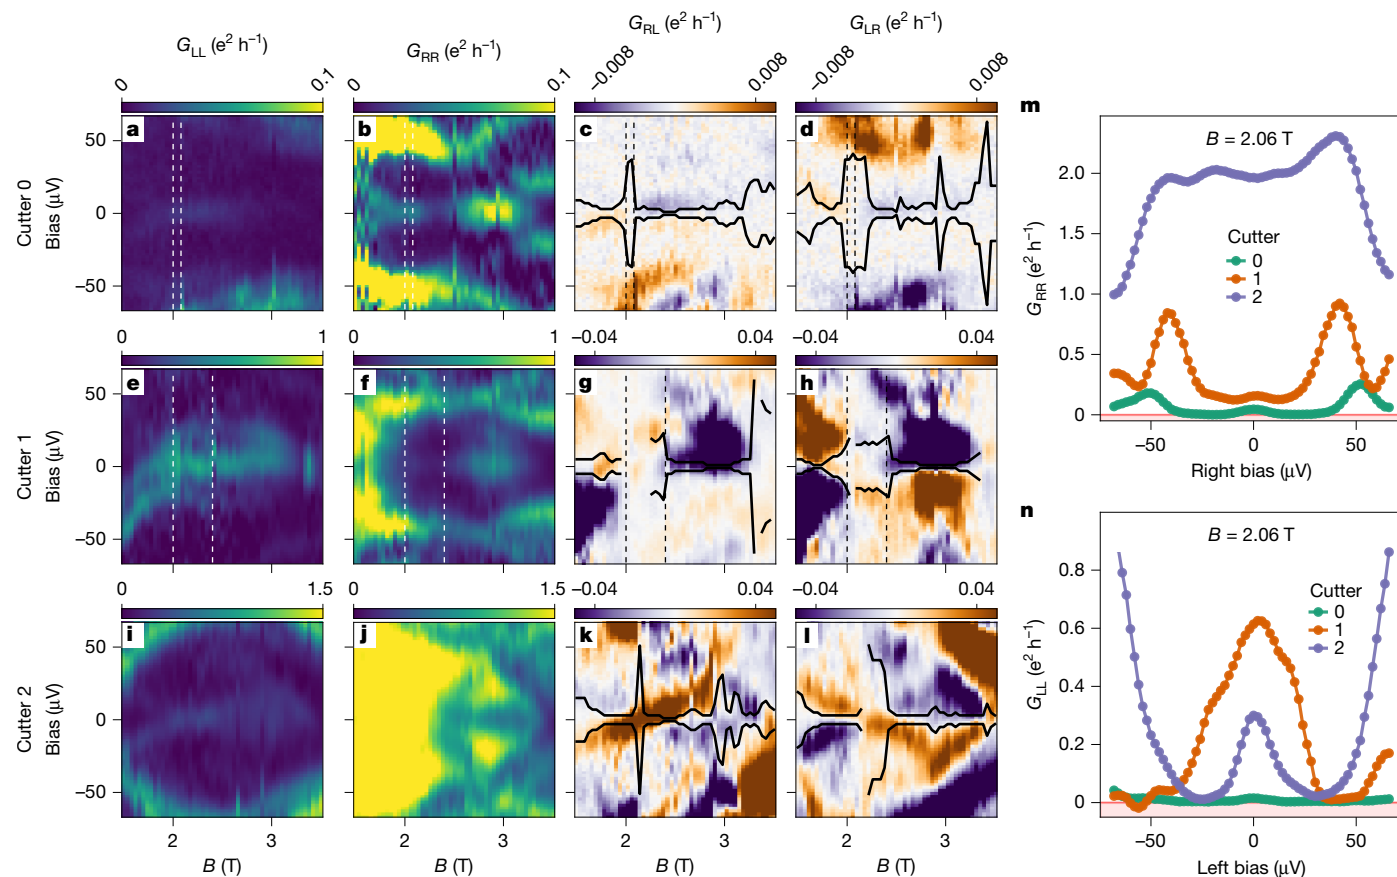 G_LL (e² h⁻¹)
G_RR (e² h⁻¹)
G_RL (e² h⁻¹)
G_LR (e² h⁻¹)
0 0.1
0 0.1
−0.008 0.008
−0.008 0.008
Cutter 0
Bias (µV)
50
0
−50
a
b
c
d
0 1
0 1
−0.04 0.04
−0.04 0.04
Cutter 1
Bias (µV)
50
0
−50
e
f
g
h
0 1.5
0 1.5
−0.04 0.04
−0.04 0.04
Cutter 2
Bias (µV)
50
0
−50
i
j
k
l
2 3
2 3
2 3
2 3
B (T)
B (T)
B (T)
B (T)
m
B = 2.06 T
G_RR (e² h⁻¹)
2.0
1.5
1.0
0.5
0
Cutter
0
1
2
−50 0 50
Right bias (µV)
n
B = 2.06 T
G_LL (e² h⁻¹)
0.8
0.6
0.4
0.2
0
Cutter
0
1
2
−50 0 50
Left bias (µV)